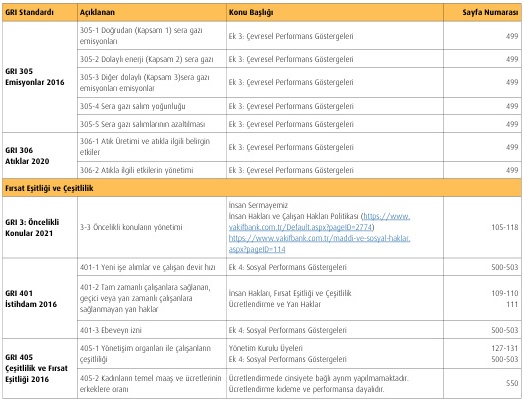 GRI Standardı Açıklanan Konu Başlığı Sayfa Numarası
GRI 305
Emisyonlar 2016
305-1 Doğrudan (Kapsam 1) sera gazı
emisyonları
Ek 3: Çevresel Performans Göstergeleri 499
305-2 Dolaylı enerji (Kapsam 2) sera gazı Ek 3: Çevresel Performans Göstergeleri 499
305-3 Diğer dolaylı (Kapsam 3)sera gazı
emisyonları emisyonlar
Ek 3: Çevresel Performans Göstergeleri 499
305-4 Sera gazı salım yoğunluğu Ek 3: Çevresel Performans Göstergeleri 499
305-5 Sera gazı salımlarının azaltılması Ek 3: Çevresel Performans Göstergeleri 499
GRI 306
Atıklar 2020
306-1 Atık Üretimi ve atıkla ilgili belirgin
etkiler
Ek 3: Çevresel Performans Göstergeleri 499
306-2 Atıkla ilgili etkilerin yönetimi Ek 3: Çevresel Performans Göstergeleri 499
Fırsat Eşitliği ve Çeşitlilik
GRI 3: Öncelikli
Konular 2021
3-3 Öncelikli konuların yönetimi
İnsan Sermayemiz
İnsan Hakları ve Çalışan Hakları Politikası (https://www.
vakifbank.com.tr/Default.aspx?pageID=2774)
https://www.vakifbank.com.tr/maddi-ve-sosyal-haklar.
aspx?pageID=114
105-118
GRI 401
İstihdam 2016
401-1 Yeni işe alımlar ve çalışan devir hızı Ek 4: Sosyal Performans Göstergeleri 500-503
401-2 Tam zamanlı çalışanlara sağlanan,
geçici veya yarı zamanlı çalışanlara
sağlanmayan yan haklar
İnsan Hakları, Fırsat Eşitliği ve Çeşitlilik 109-110
Ücretlendirme ve Yan Haklar 111
401-3 Ebeveyn izni Ek 4: Sosyal Performans Göstergeleri 500-503
GRI 405
Çeşitlilik ve Fırsat
Eşitliği 2016
405-1 Yönetişim organları ile çalışanların
çeşitliliği
Yönetim Kurulu Üyeleri 127-131
Ek 4: Sosyal Performans Göstergeleri 500-503
405-2 Kadınların temel maaş ve ücretlerinin
erkeklere oranı
Ücretlendirmede cinsiyete bağlı ayrım yapılmamaktadır.
Ücretlendirme kıdeme ve performansa dayalıdır.
550